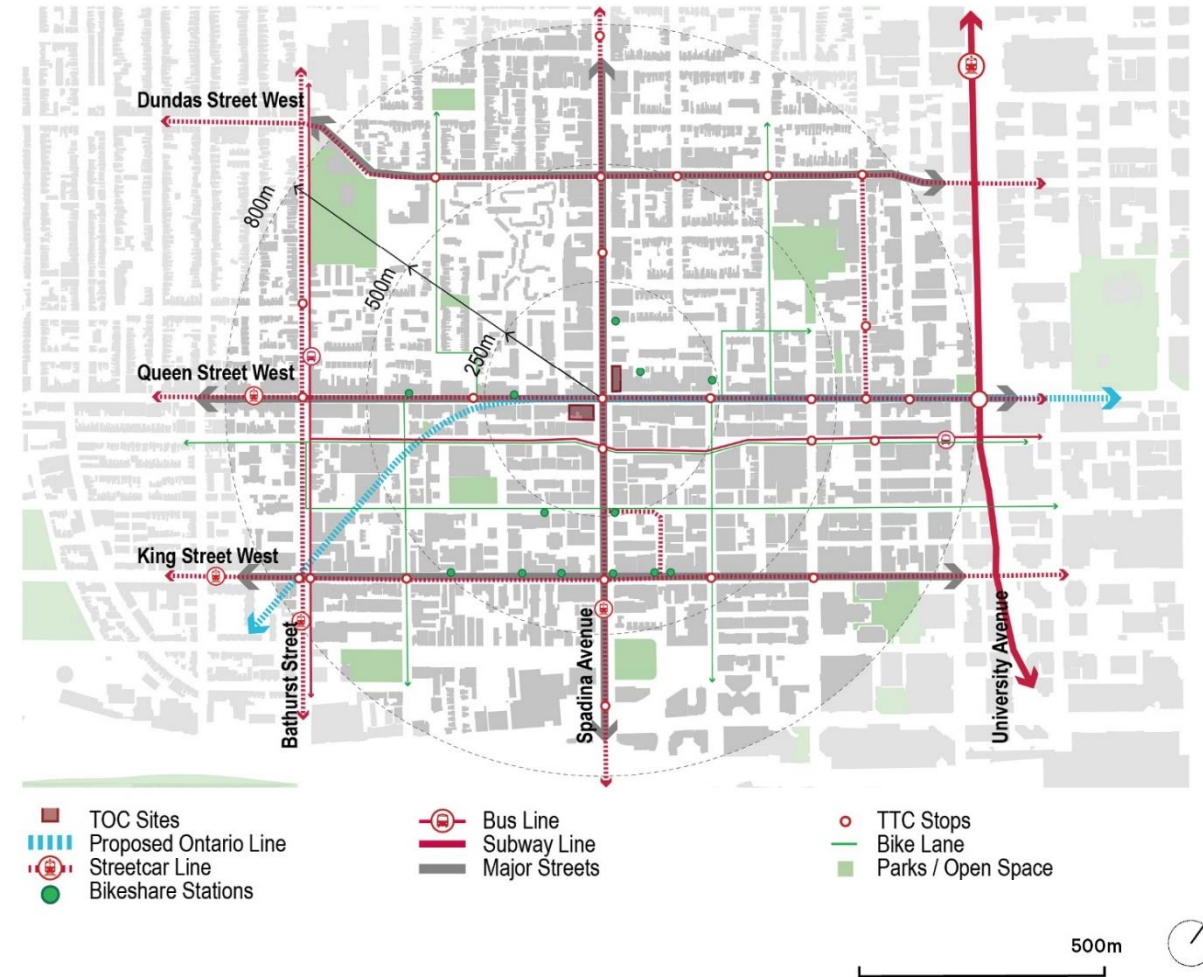 Dundas Street West
800m
500m
250m
Queen Street West
King Street West
Bathurst Street
Spadina Avenue
University Avenue
TOC Sites
Proposed Ontario Line
Streetcar Line
Bikeshare Stations
Bus Line
Subway Line
Major Streets
TTC Stops
Bike Lane
Parks / Open Space
500m